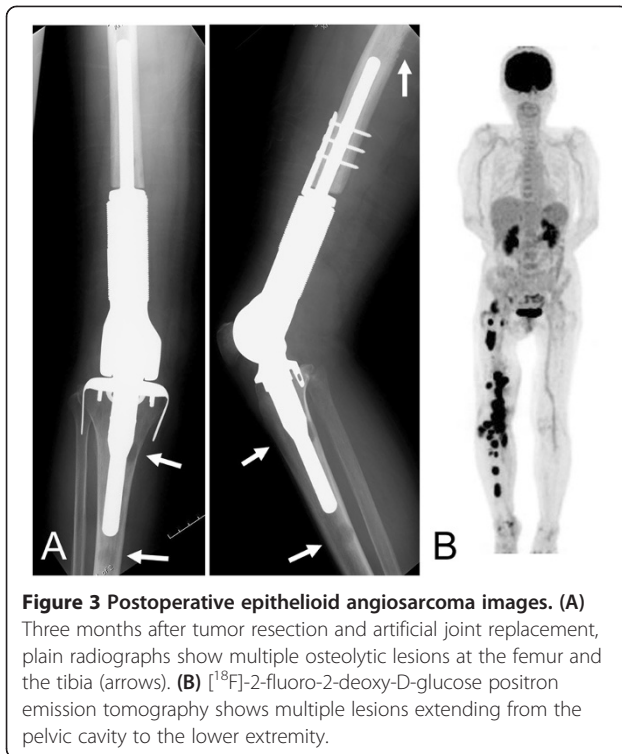 A
B
Figure 3 Postoperative epithelioid angiosarcoma images. (A)
Three months after tumor resection and artificial joint replacement,
plain radiographs show multiple osteolytic lesions at the femur and
the tibia (arrows). (B) [¹⁸F]-2-fluoro-2-deoxy-D-glucose positron
emission tomography shows multiple lesions extending from the
pelvic cavity to the lower extremity.